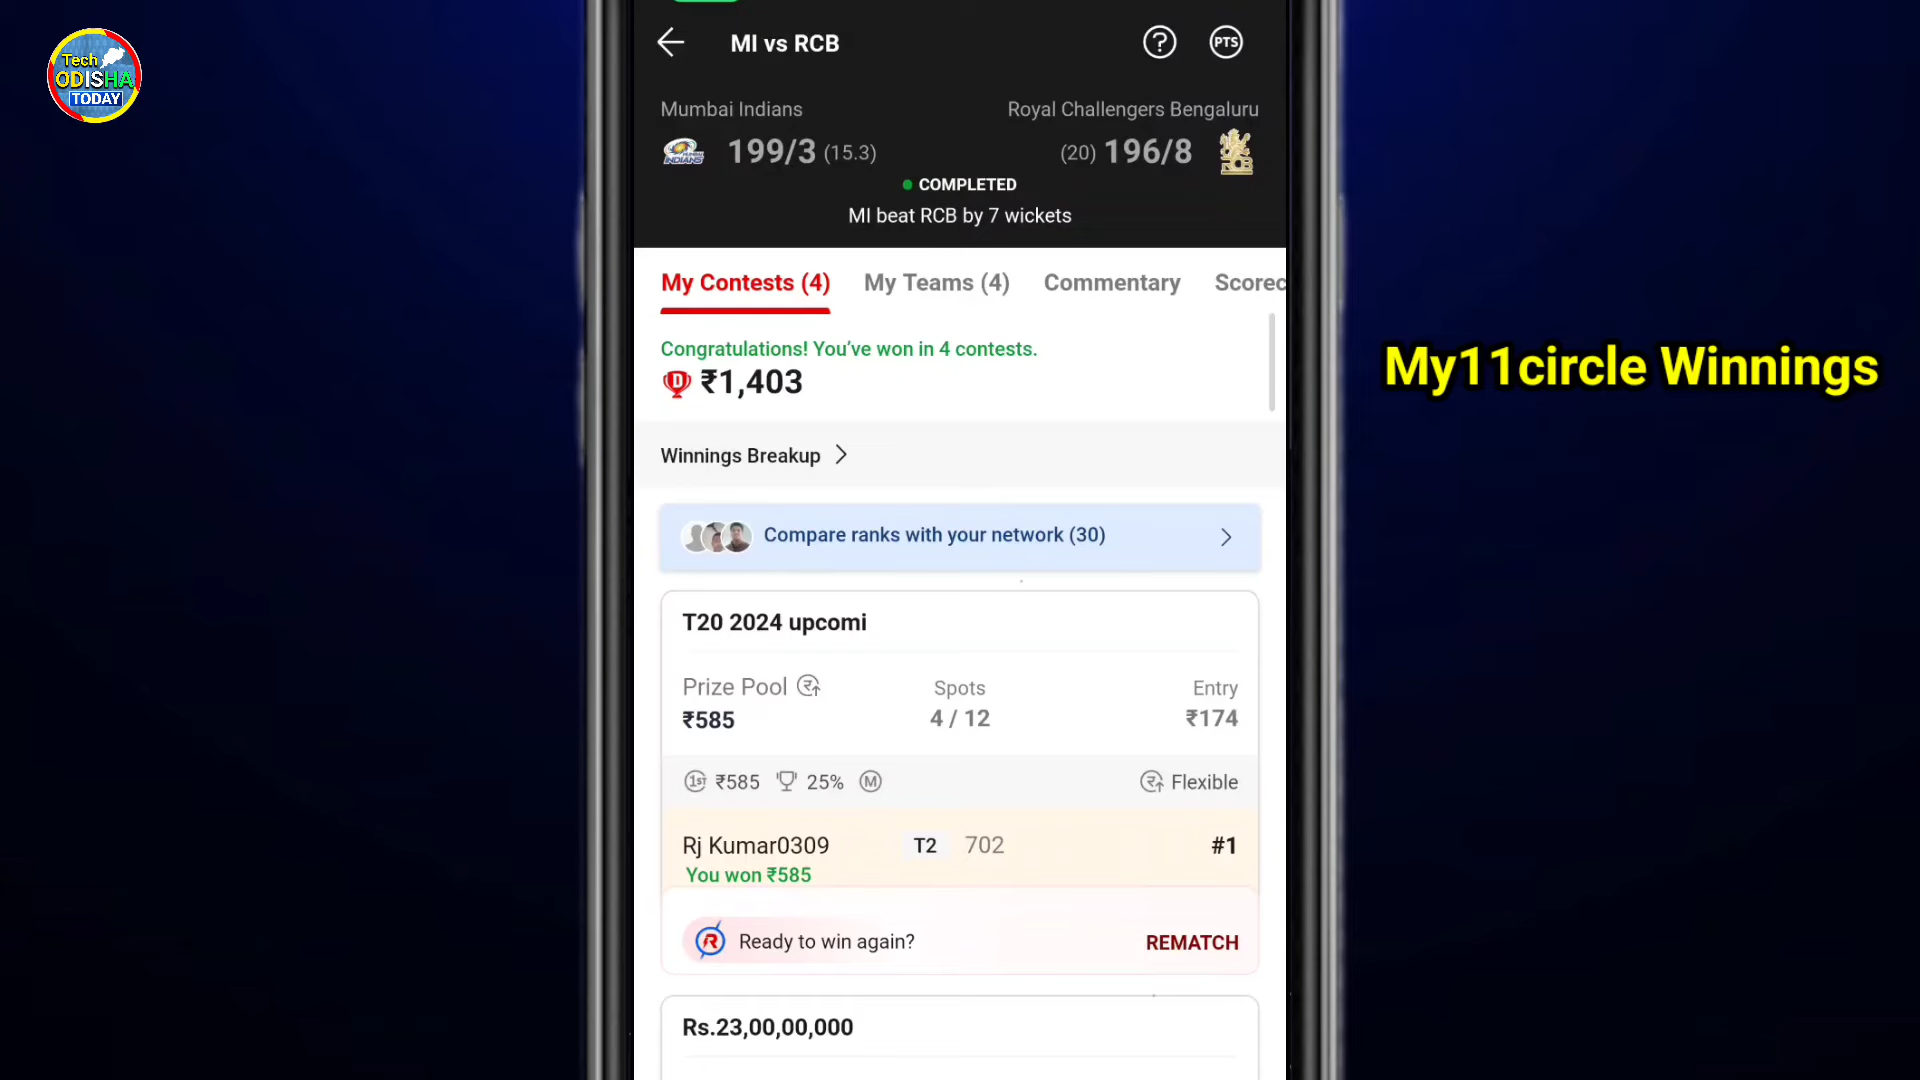 Tech
ODISHA
TODAY
MI vs RCB
?
PTS
Mumbai Indians
Royal Challengers Bengaluru
MUMBAI
INDIANS
199/3 (15.3)
(20) 196/8
RCB
COMPLETED
MI beat RCB by 7 wickets
My Contests (4)
My Teams (4)
Commentary
Scorec
Congratulations! You’ve won in 4 contests.
D
₹1,403
My11circle Winnings
Winnings Breakup
Compare ranks with your network (30)
T20 2024 upcomi
Prize Pool
Spots
Entry
₹585
4 / 12
₹174
1st ₹585
25%
M
Flexible
Rj Kumar0309
T2
702
#1
You won ₹585
R
Ready to win again?
REMATCH
Rs.23,00,00,000